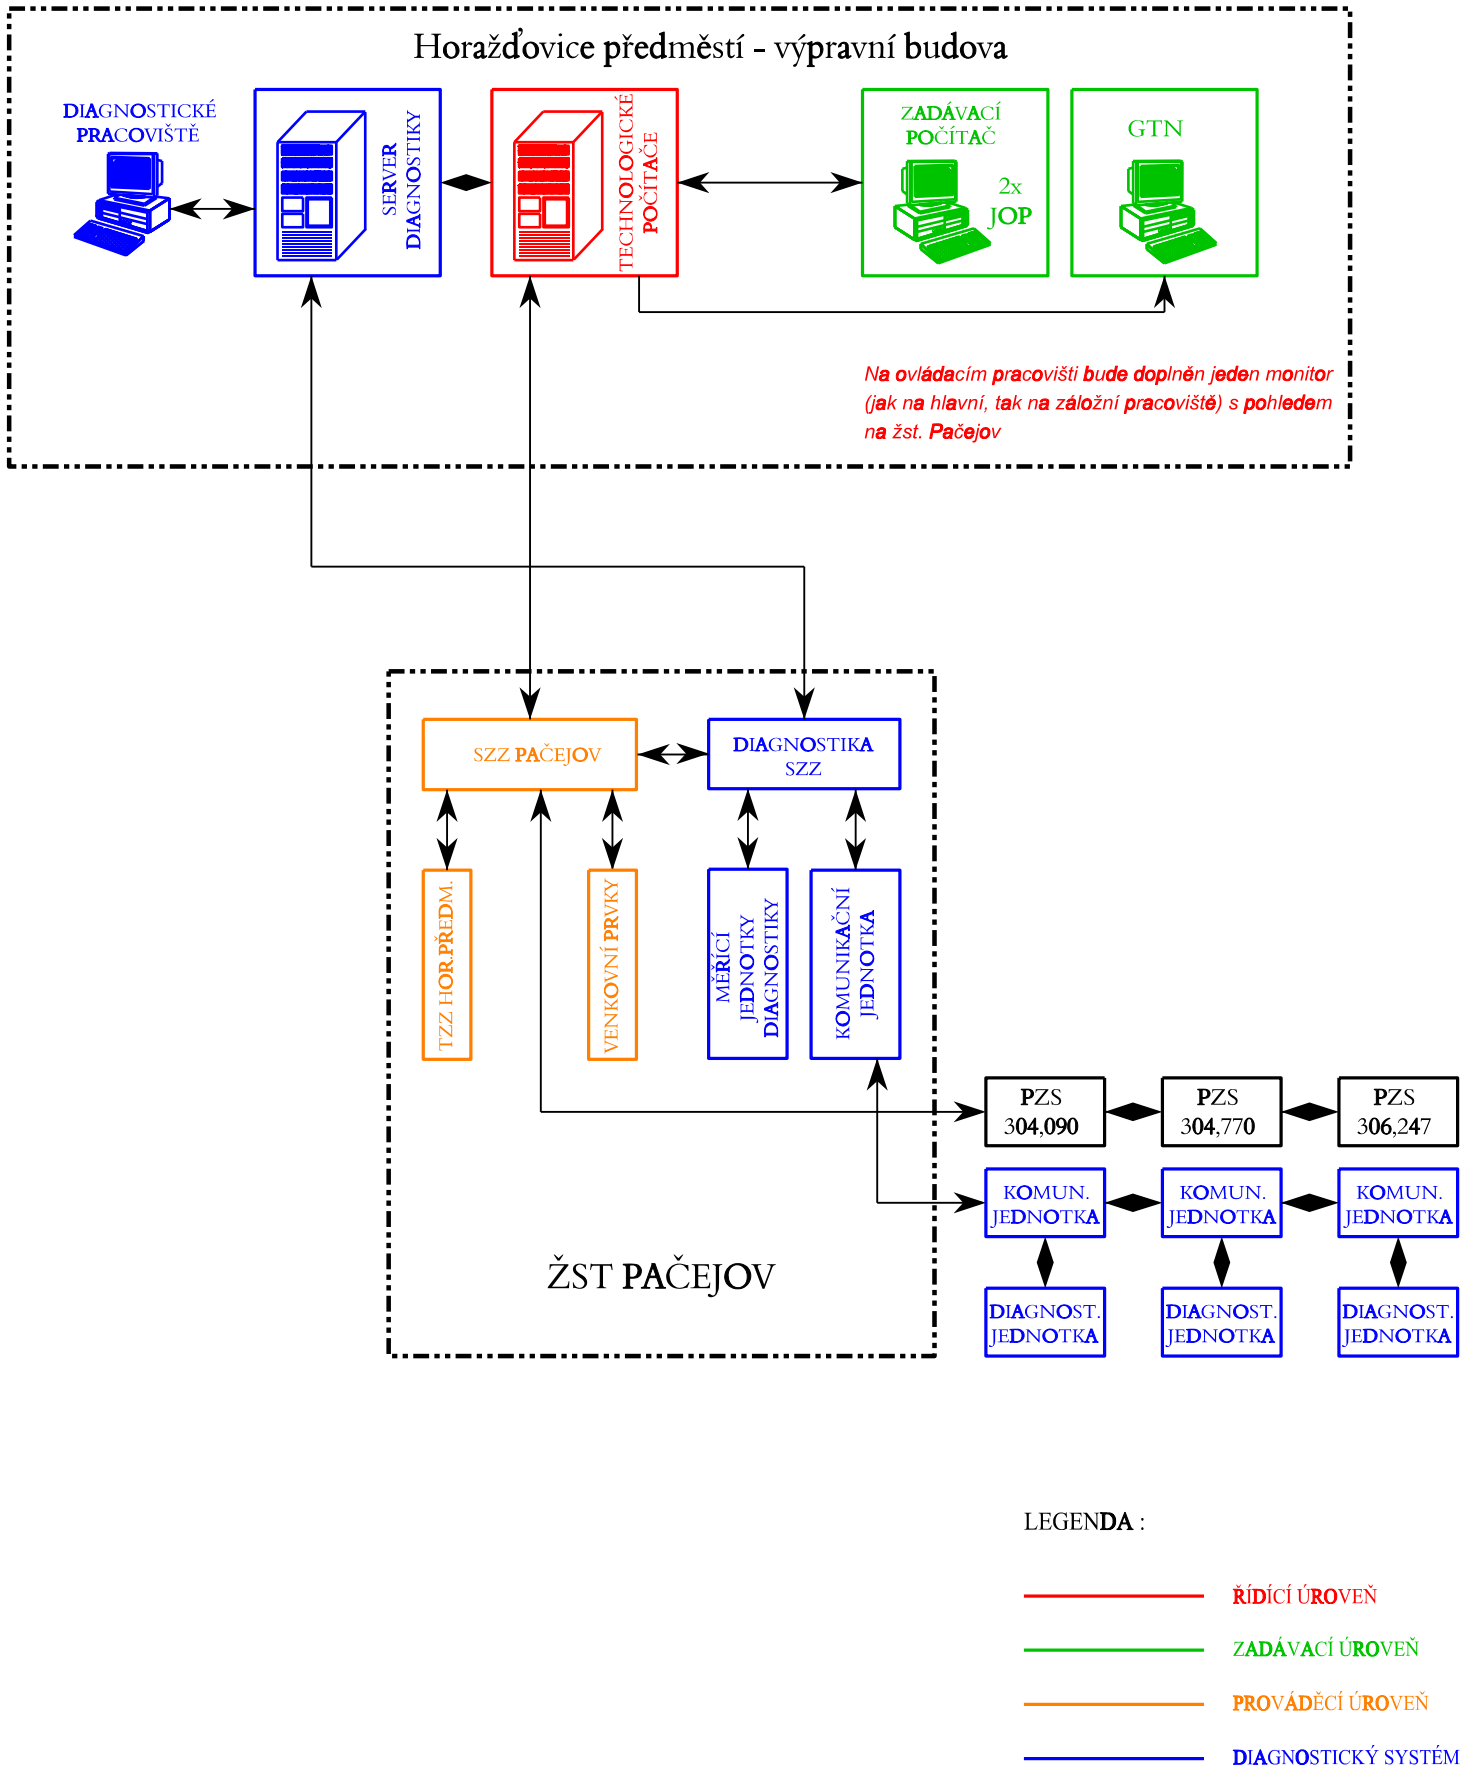 Horažďovice předměstí - výpravní budova
DIAGNOSTICKÉ
PRACOVIŠTĚ
SERVER
DIAGNOSTIKY
TECHNOLOGICKÉ
POČÍTAČE
ZADÁVACÍ
POČÍTAČ
2x
JOP
GTN
Na ovládacím pracovišti bude doplněn jeden monitor
(jak na hlavní, tak na záložní pracoviště) s pohledem
na žst. Pačejov
SZZ PAČEJOV
DIAGNOSTIKA
SZZ
TZZ HOR.PŘEDM.
VENKOVNÍ PRVKY
MĚŘÍCÍ
JEDNOTKY
DIAGNOSTIKY
KOMUNIKAČNÍ
JEDNOTKA
PZS
304,090
PZS
304,770
PZS
306,247
KOMUN.
JEDNOTKA
KOMUN.
JEDNOTKA
KOMUN.
JEDNOTKA
DIAGNOST.
JEDNOTKA
DIAGNOST.
JEDNOTKA
DIAGNOST.
JEDNOTKA
ŽST PAČEJOV
LEGENDA :
ŘÍDÍCÍ ÚROVEŇ
ZADÁVACÍ ÚROVEŇ
PROVÁDĚCÍ ÚROVEŇ
DIAGNOSTICKÝ SYSTÉM